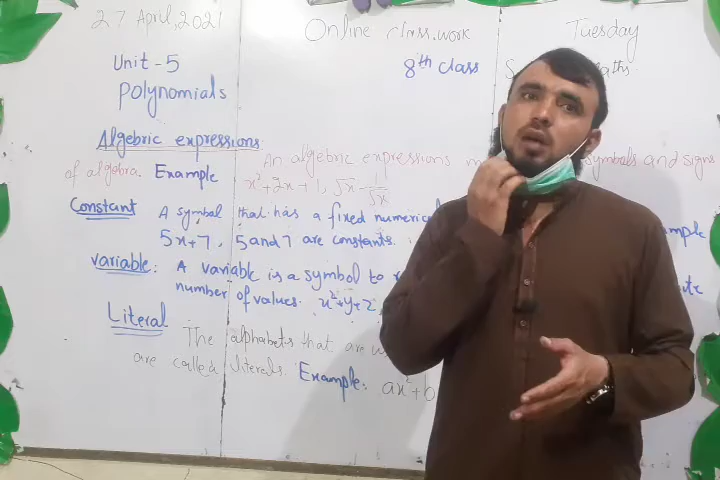 27 April, 2021 Online class work Tuesday
Unit - 5 8th class
Polynomials
Algebric expressions
An algebric expressions symbols and signs
of algebra. Example x² + 2x + 1, √x - 1/√x
Constant A symbol that has a fixed
5x + 7, 5 and 7 are constants.
variable: A variable is a symbol to
number of values. x² + y + z
Literal The alphabets that are
are called literals. Example: ax² + b